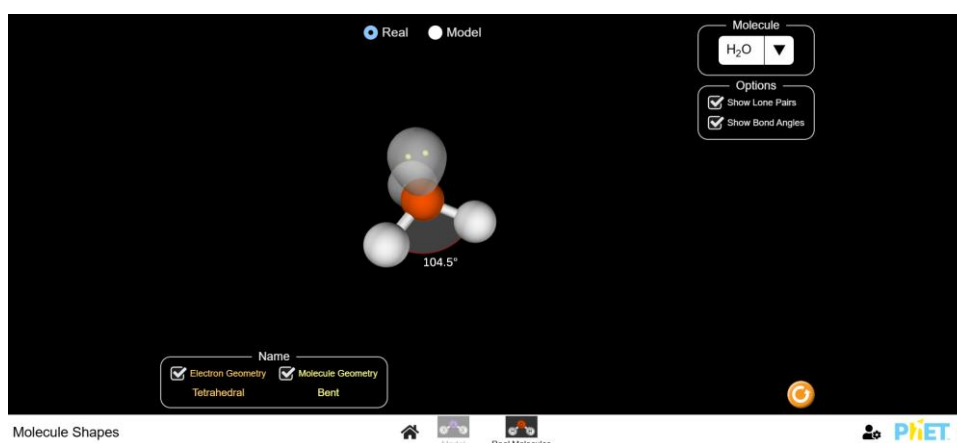 Real Model
Molecule
H₂O
Options
Show Lone Pairs
Show Bond Angles
104.5°
Name
Electron Geometry Molecule Geometry
Tetrahedral Bent
Molecule Shapes
Model Real Molecules
PhET